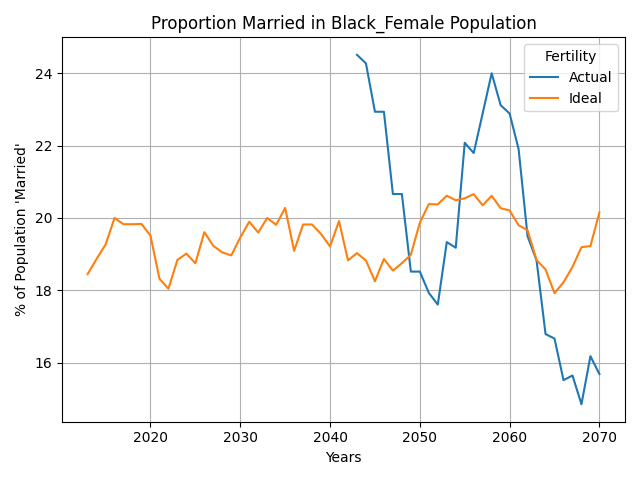 Proportion Married in Black_Female Population
Fertility
Actual
Ideal
% of Population 'Married'
24
22
20
18
16
2020
2030
2040
2050
2060
2070
Years